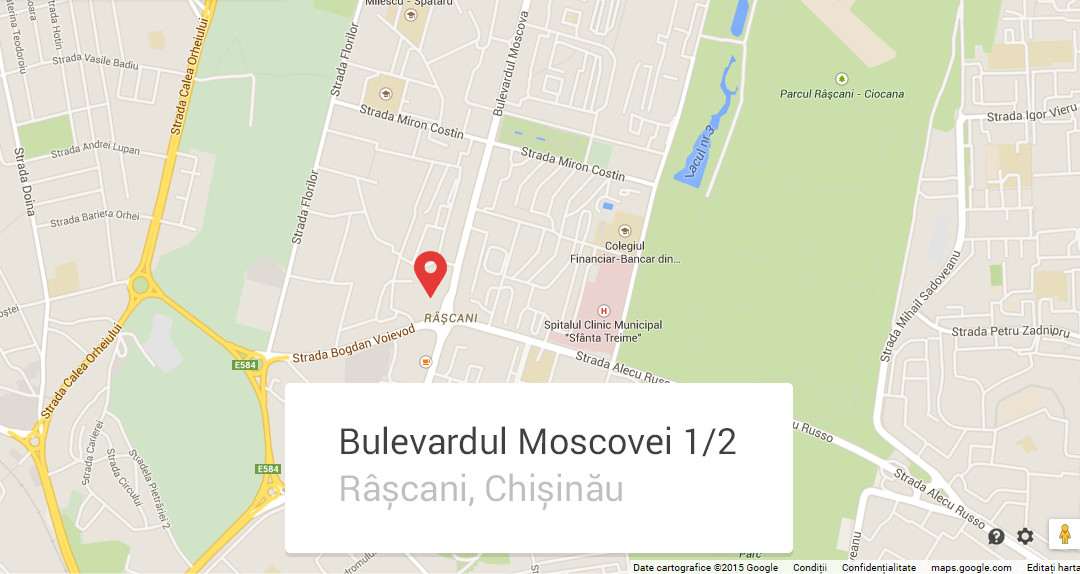 Milescu - Spătaru
Bulevardul Moscova
Strada Florilor
Strada Calea Orheiului
Strada Hotin
Strada Vasile Badiu
Strada Miron Costin
Parcul Râșcani - Ciocana
Strada Igor Vieru
Lacul nr.3
Strada Andrei Lupan
Strada Doina
Strada Miron Costin
Strada Florilor
Strada Bariera Orhei
Colegiul
Financiar-Bancar din...
Strada Mihail Sadoveanu
RÂȘCANI
Spitalul Clinic Municipal
"Sfânta Treime"
Strada Petru Zadnipru
Strada Bogdan Voievod
E584
Strada Alecu Russo
Strada Calea Orheiului
Bulevardul Moscovei 1/2
Râșcani, Chișinău
Russo
E584
Strada Carierei
Strada Circului
Stradela Pietrăriei 2
Strada Alecu Russo
Parc
Date cartografice ©2015 Google
Condiții
Confidențialitate
maps.google.com
Editați harta